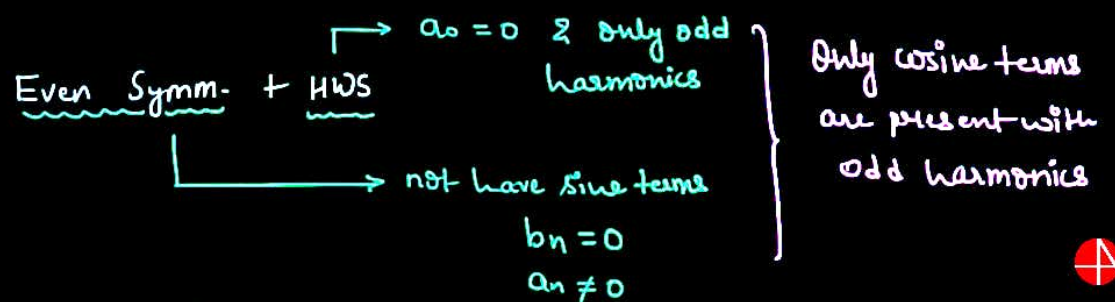 a₀ = 0 & only odd
harmonics
Even Symm. + HWS
not have sine terms
bn = 0
an ≠ 0
Only cosine terms
are present with
odd harmonics